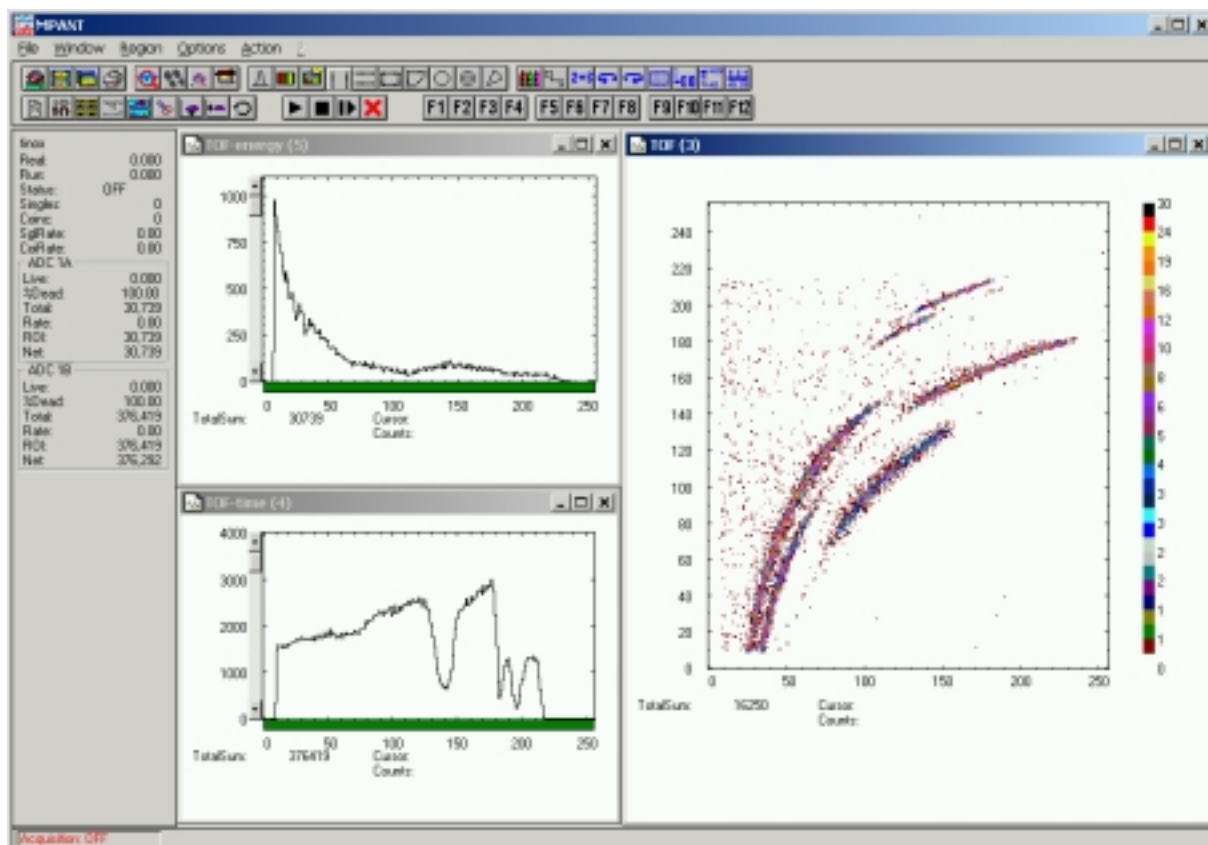 MPANT
File Window Region Options Action ?
F1 F2 F3 F4 F5 F6 F7 F8 F9 F10 F11 F12
Real: 0.000
Run: 0.000
Status: OFF
Singles: 0
Coinc: 0
SglRate: 0.00
CoiRate: 0.00
ADC 1A
Live: 0.000
%Dead: 100.00
Total: 30,739
Rate: 0.00
ROI: 30,739
Net: 30,739
ADC 1B
Live: 0.000
%Dead: 100.00
Total: 376,419
Rate: 0.00
ROI: 376,419
Net: 376,292
Acquisition: OFF
TOF-energy (5)
1000
750
500
250
0
0 50 100 150 200 250
TotalSum: 30739 Cursor:
Counts:
TOF-time (4)
4000
3000
2000
1000
0
0 50 100 150 200 250
TotalSum: 376419 Cursor:
Counts:
TOF (3)
240
220
200
180
160
140
120
100
80
60
40
20
0
0 50 100 150 200 250
TotalSum: 16250 Cursor:
Counts:
30
24
19
16
12
10
8
6
5
4
3
3
2
2
1
1
0